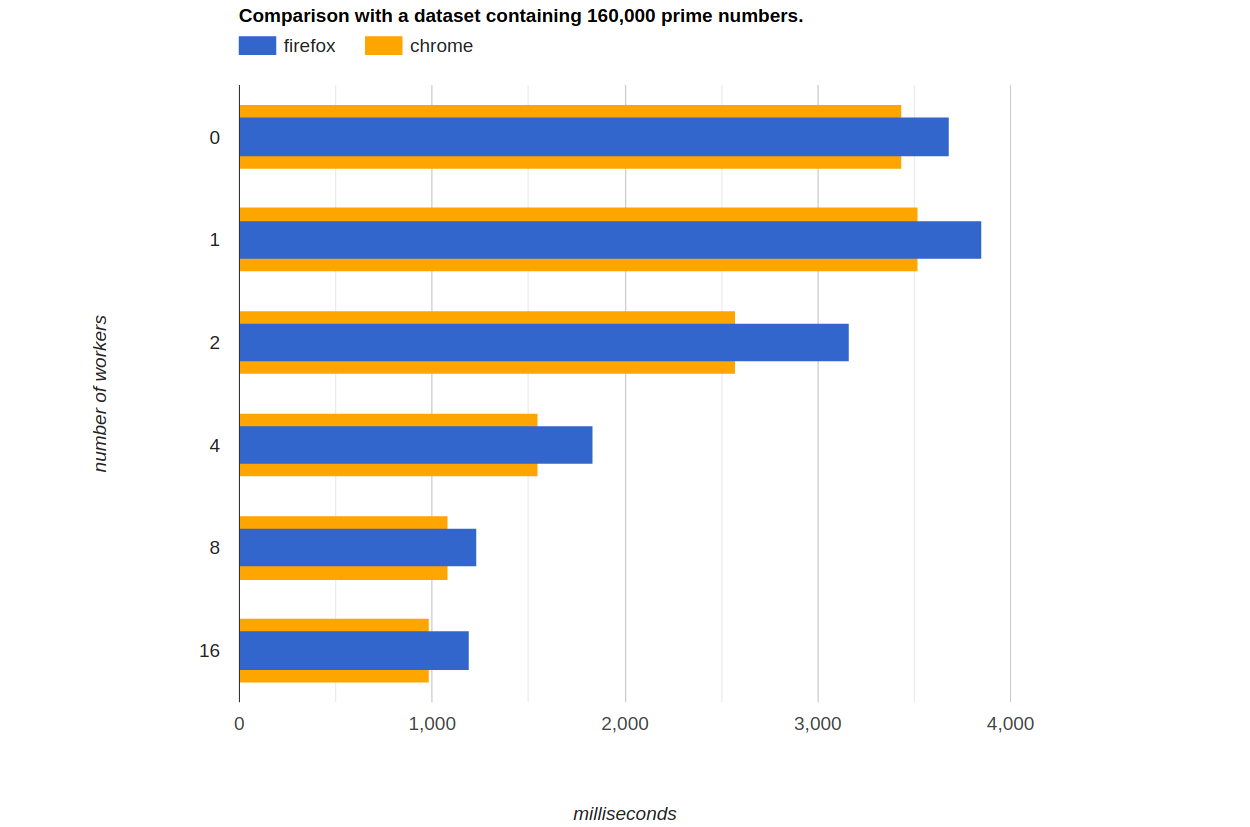 Comparison with a dataset containing 160,000 prime numbers.
firefox chrome
0
1
2
4
8
16
number of workers
0 1,000 2,000 3,000 4,000
milliseconds